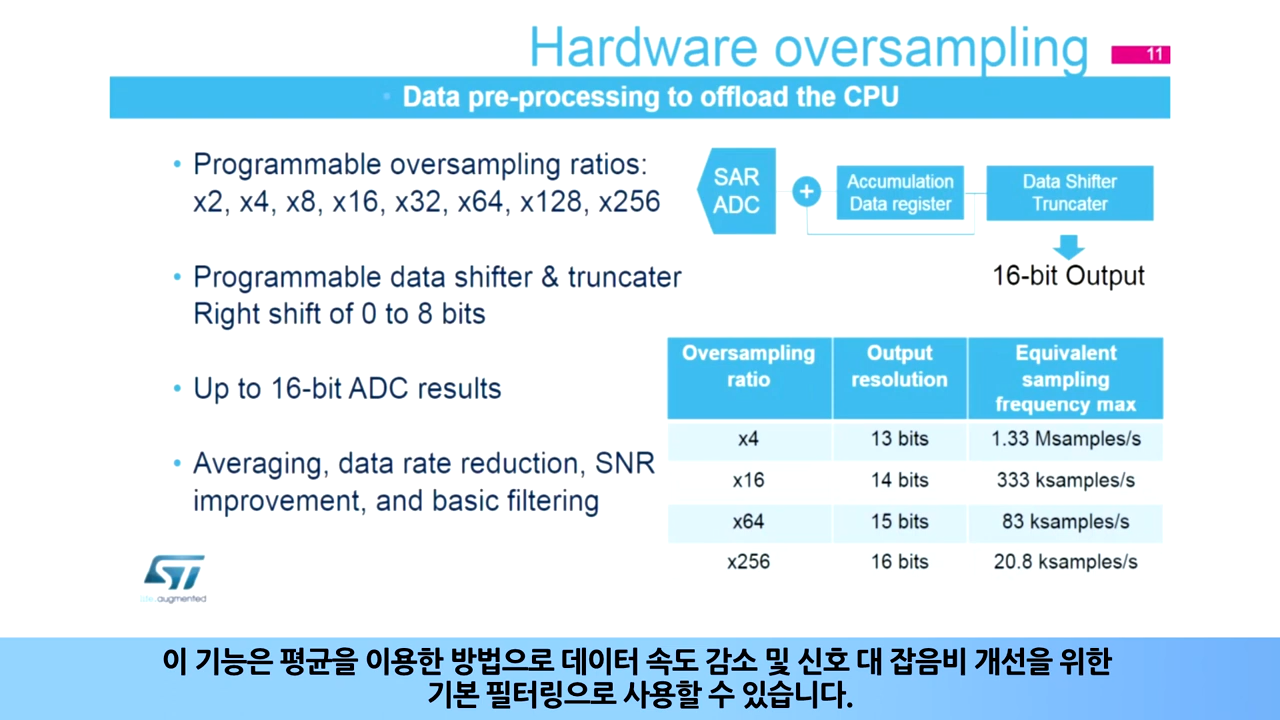 Hardware oversampling
11
Data pre-processing to offload the CPU
• Programmable oversampling ratios:
x2, x4, x8, x16, x32, x64, x128, x256
• Programmable data shifter & truncater
Right shift of 0 to 8 bits
• Up to 16-bit ADC results
• Averaging, data rate reduction, SNR
improvement, and basic filtering
SAR
ADC
+
Accumulation
Data register
Data Shifter
Truncater
16-bit Output
Oversampling ratio | Output resolution | Equivalent sampling frequency max
x4 13 bits 1.33 Msamples/s
x16 14 bits 333 ksamples/s
x64 15 bits 83 ksamples/s
x256 16 bits 20.8 ksamples/s
ST
life.augmented
이 기능은 평균을 이용한 방법으로 데이터 속도 감소 및 신호 대 잡음비 개선을 위한
기본 필터링으로 사용할 수 있습니다.